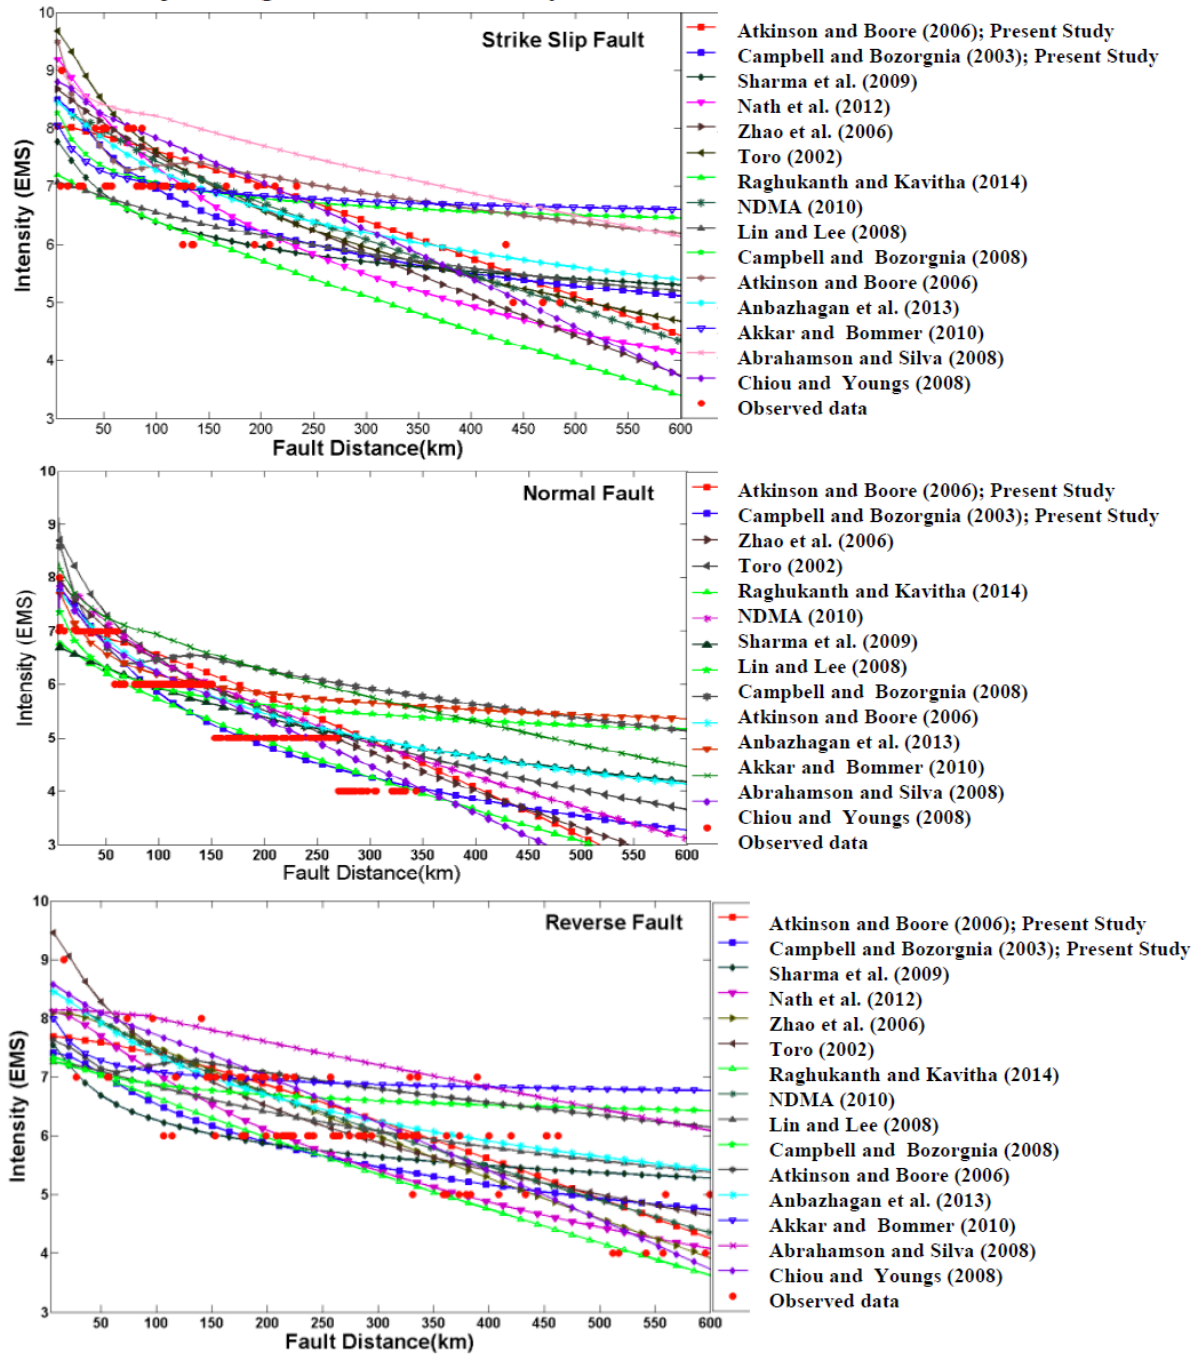 Strike Slip Fault
Intensity (EMS)
10
9
8
7
6
5
4
3
50 100 150 200 250 300 350 400 450 500 550 600
Fault Distance(km)
Atkinson and Boore (2006); Present Study
Campbell and Bozorgnia (2003); Present Study
Sharma et al. (2009)
Nath et al. (2012)
Zhao et al. (2006)
Toro (2002)
Raghukanth and Kavitha (2014)
NDMA (2010)
Lin and Lee (2008)
Campbell and Bozorgnia (2008)
Atkinson and Boore (2006)
Anbazhagan et al. (2013)
Akkar and Bommer (2010)
Abrahamson and Silva (2008)
Chiou and Youngs (2008)
Observed data
Normal Fault
Intensity (EMS)
10
9
8
7
6
5
4
3
50 100 150 200 250 300 350 400 450 500 550 600
Fault Distance(km)
Atkinson and Boore (2006); Present Study
Campbell and Bozorgnia (2003); Present Study
Zhao et al. (2006)
Toro (2002)
Raghukanth and Kavitha (2014)
NDMA (2010)
Sharma et al. (2009)
Lin and Lee (2008)
Campbell and Bozorgnia (2008)
Atkinson and Boore (2006)
Anbazhagan et al. (2013)
Akkar and Bommer (2010)
Abrahamson and Silva (2008)
Chiou and Youngs (2008)
Observed data
Reverse Fault
Intensity (EMS)
10
9
8
7
6
5
4
3
50 100 150 200 250 300 350 400 450 500 550 600
Fault Distance(km)
Atkinson and Boore (2006); Present Study
Campbell and Bozorgnia (2003); Present Study
Sharma et al. (2009)
Nath et al. (2012)
Zhao et al. (2006)
Toro (2002)
Raghukanth and Kavitha (2014)
NDMA (2010)
Lin and Lee (2008)
Campbell and Bozorgnia (2008)
Atkinson and Boore (2006)
Anbazhagan et al. (2013)
Akkar and Bommer (2010)
Abrahamson and Silva (2008)
Chiou and Youngs (2008)
Observed data